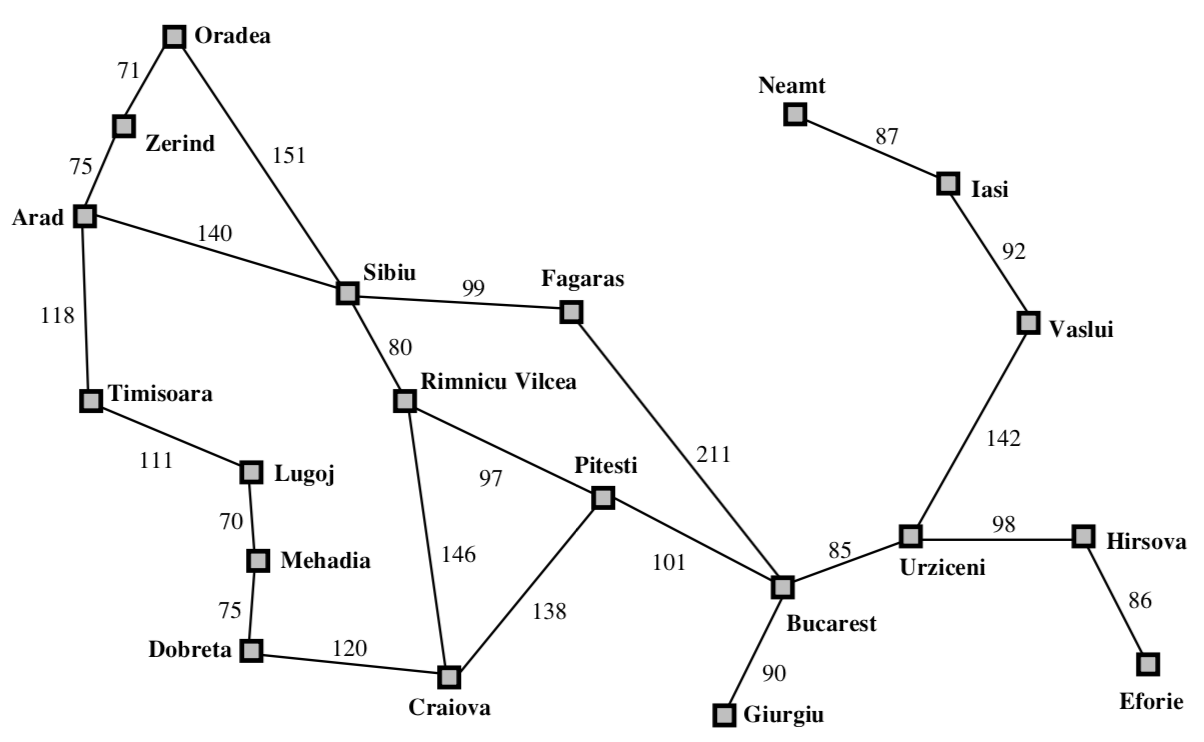 Oradea
71
Neamt
87
Zerind
151
75
Iasi
Arad
140
92
Sibiu
Fagaras
99
118
Vaslui
80
Rimnicu Vilcea
Timisoara
142
211
111
Lugoj
97
Pitesti
70
98
Mehadia
146
101
85
Hirsova
Urziceni
75
138
86
Bucarest
Dobreta
120
90
Craiova
Giurgiu
Eforie